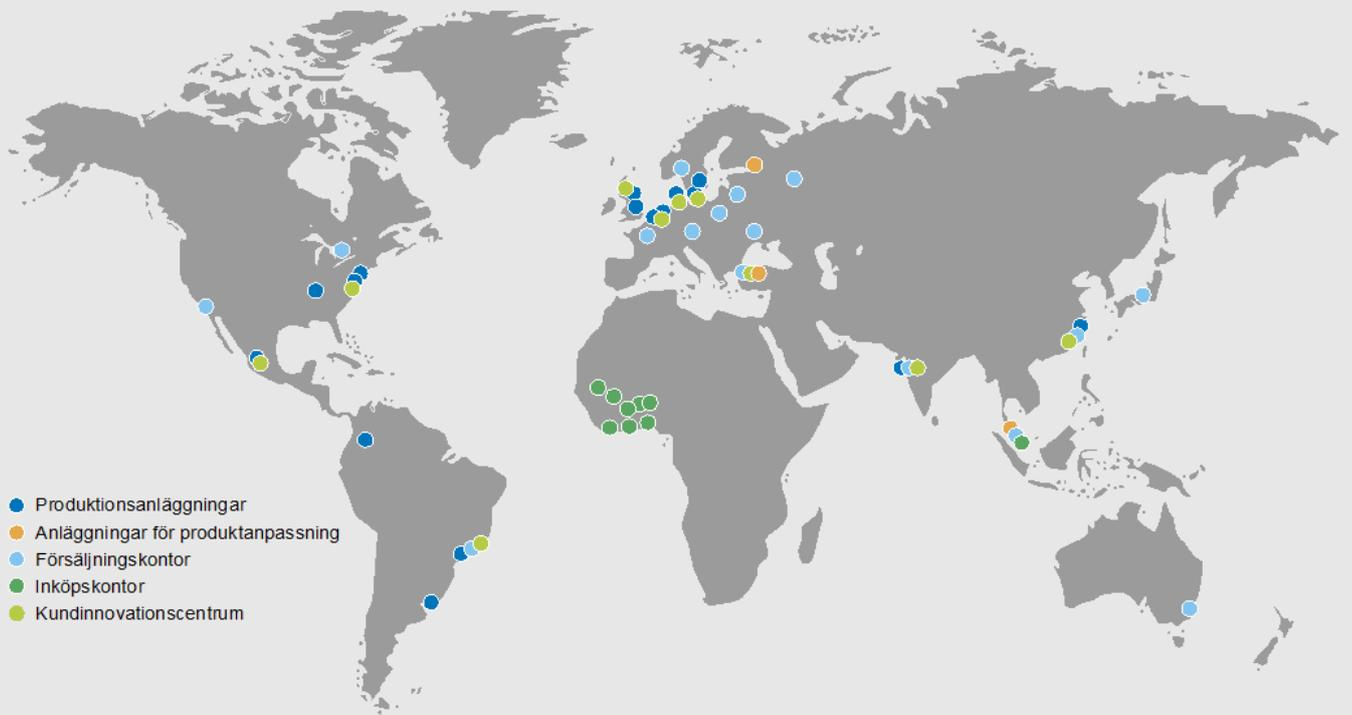 Produktionsanläggningar
Anläggningar för produktanpassning
Försäljningskontor
Inköpskontor
Kundinnovationscentrum